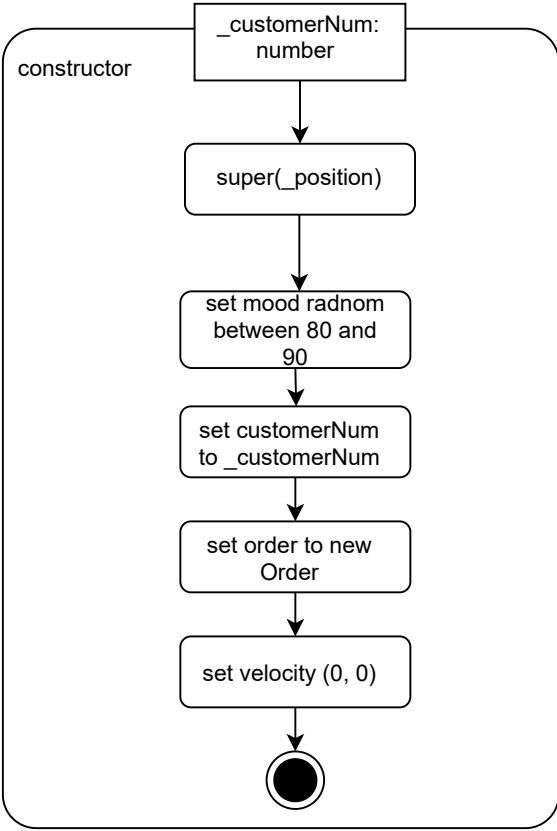 _customerNum:
number
constructor
super(_position)
set mood radnom
between 80 and
90
set customerNum
to _customerNum
set order to new
Order
set velocity (0, 0)